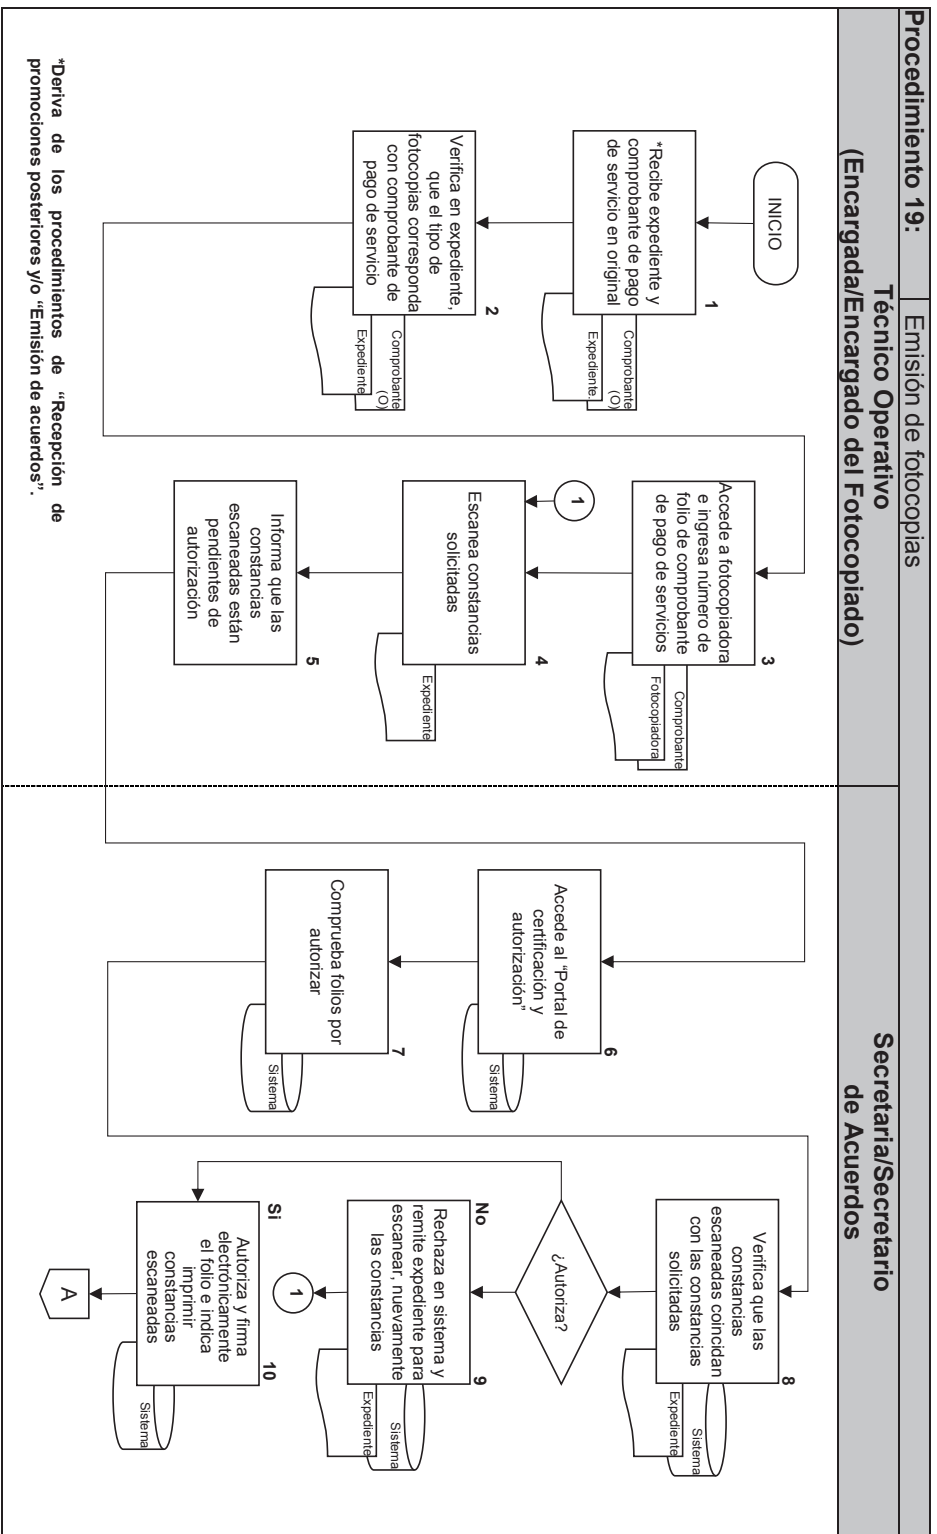 Procedimiento 19:
Emisión de fotocopias
Técnico Operativo
(Encargada/Encargado del Fotocopiado)
Secretaria/Secretario
de Acuerdos
INICIO
1
*Recibe expediente y
comprobante de pago
de servicio en original
Comprobante
(O)
Expediente.
2
Verifica en expediente,
que el tipo de
fotocopias corresponda
con comprobante de
pago de servicio
Comprobante
(O)
Expediente
3
Accede a fotocopiadora
e ingresa número de
folio de comprobante
de pago de servicios
Comprobante
Fotocopiadora
1
4
Escanea constancias
solicitadas
Expediente
5
Informa que las
constancias
escaneadas están
pendientes de
autorización
6
Accede al “Portal de
certificación y
autorización”
Sistema
7
Comprueba folios por
autorizar
Sistema
8
Verifica que las
constancias
escaneadas coincidan
con las constancias
solicitadas
Sistema
Expediente
¿Autoriza?
No
9
Rechaza en sistema y
remite expediente para
escanear, nuevamente
las constancias
Sistema
Expediente
1
Si
10
Autoriza y firma
electrónicamente
el folio e indica
imprimir
constancias
escaneadas
Sistema
A
*Deriva de los procedimientos de “Recepción de
promociones posteriores y/o “Emisión de acuerdos”.